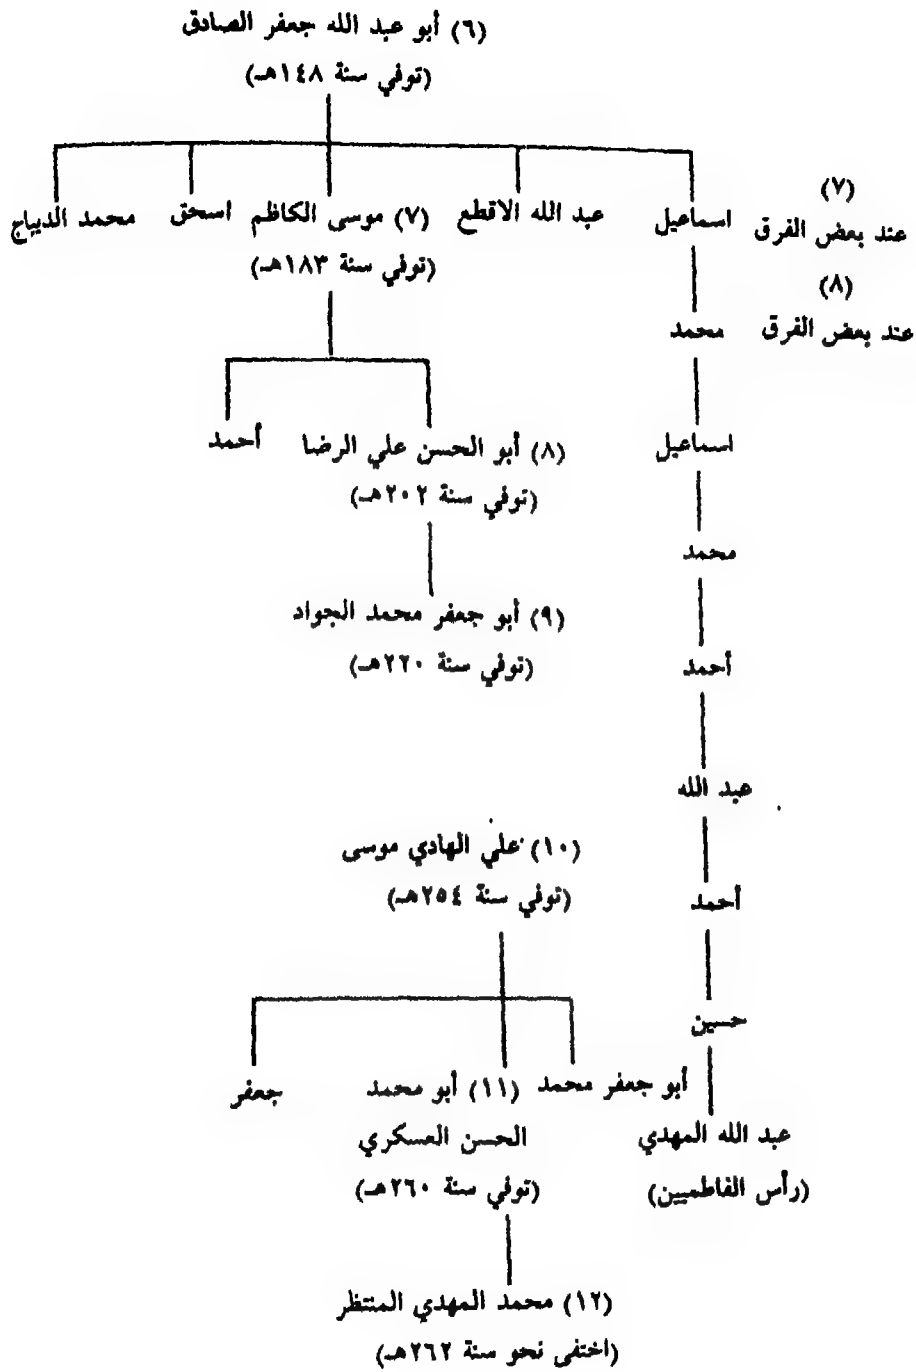 (٦) أبو عبد الله جعفر الصادق
(توفي سنة ١٤٨هـ)
(٧)
عند بعض الفرق
اسماعيل
عبد الله الاقطع
(٧) موسى الكاظم
(توفي سنة ١٨٣هـ)
اسحق
محمد الديباج
(٨)
عند بعض الفرق
محمد
اسماعيل
(٨) أبو الحسن علي الرضا
(توفي سنة ٢٠٢هـ)
أحمد
محمد
(٩) أبو جعفر محمد الجواد
(توفي سنة ٢٢٠هـ)
أحمد
عبد الله
(١٠) علي الهادي موسى
(توفي سنة ٢٥٤هـ)
أحمد
حسين
أبو جعفر محمد
(١١) أبو محمد
الحسن العسكري
(توفي سنة ٢٦٠هـ)
جعفر
عبد الله المهدي
(رأس الفاطميين)
(١٢) محمد المهدي المنتظر
(اختفى نحو سنة ٢٦٢هـ)